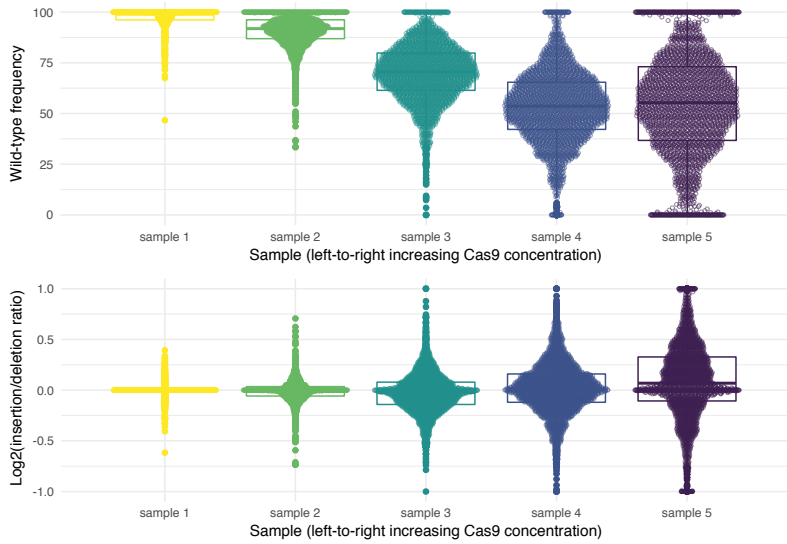 Wild-type frequency
100
75
50
25
0
sample 1 sample 2 sample 3 sample 4 sample 5
Sample (left-to-right increasing Cas9 concentration)
Log2(insertion/deletion ratio)
1.0
0.5
0.0
-0.5
-1.0
sample 1 sample 2 sample 3 sample 4 sample 5
Sample (left-to-right increasing Cas9 concentration)